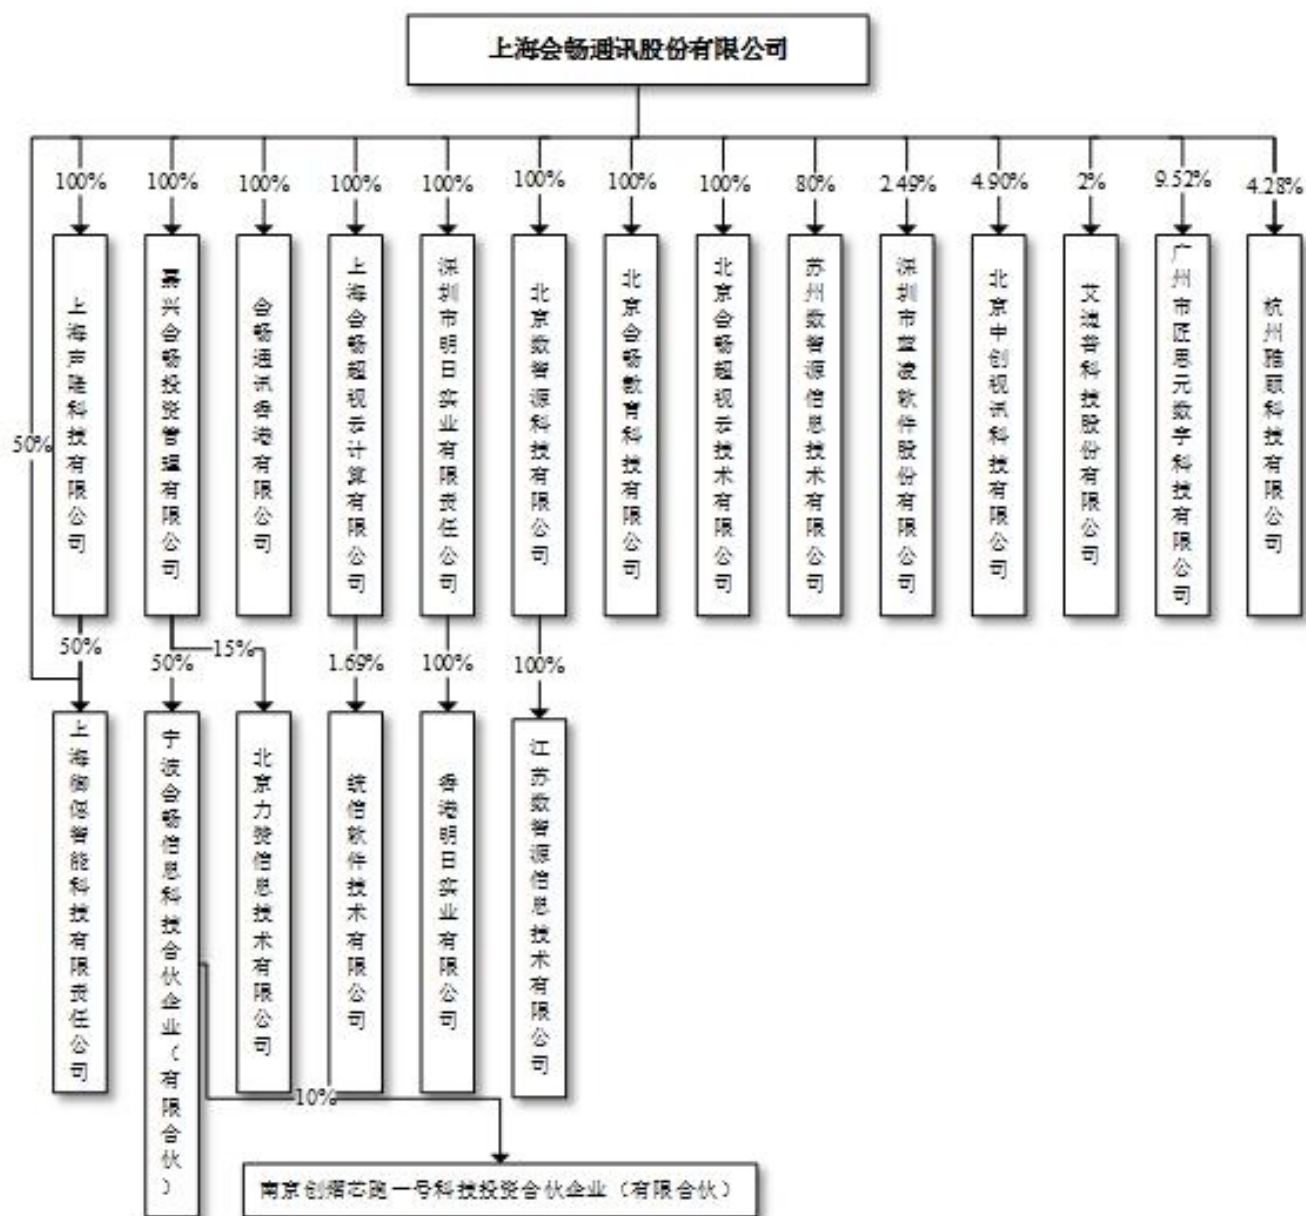 上海会畅通讯股份有限公司
100%
100%
100%
100%
100%
100%
100%
100%
80%
2.49%
4.90%
2%
9.52%
4.28%
上海声隆科技有限公司
嘉兴会畅投资管理有限公司
会畅通讯香港有限公司
上海会畅超视云计算有限公司
深圳市明日实业有限责任公司
北京数智源科技有限公司
北京会畅教育科技有限公司
北京会畅超视云技术有限公司
苏州数智源信息技术有限公司
深圳市蓝凌软件股份有限公司
北京中创视讯科技有限公司
艾迪普科技股份有限公司
广州市匠思元数字科技有限公司
杭州雅顾科技有限公司
50%
50%
50%
15%
1.69%
100%
100%
上海智能科技有限责任公司
宁波会畅信息科技合伙企业（有限合伙）
北京力赞信息技术有限公司
统信软件技术有限公司
香港明日实业有限公司
江苏数智源信息技术有限公司
10%
南京创熠芯跑一号科技投资合伙企业（有限合伙）